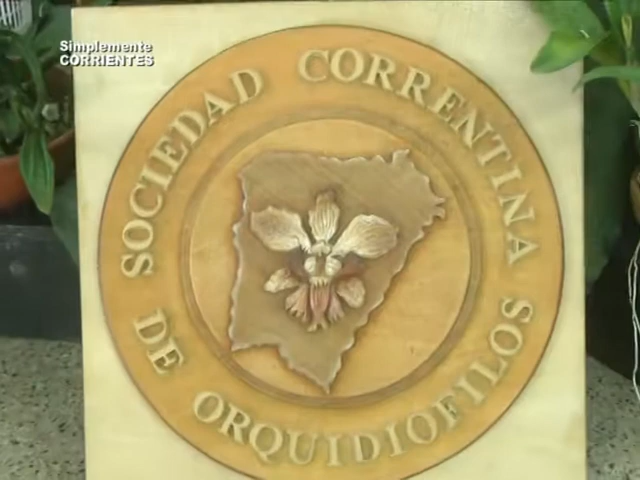 Simplemente
CORRIENTES
SOCIEDAD CORRENTINA
DE ORQUIDIOFILOS